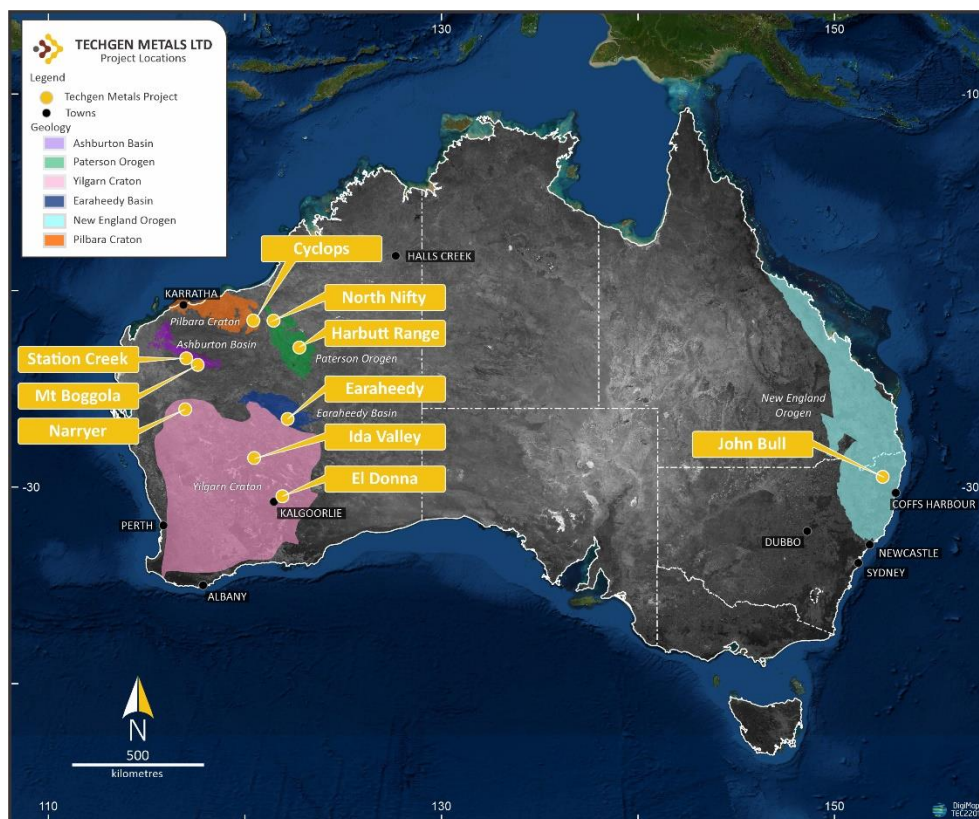 TECHGEN METALS LTD
Project Locations
Legend
Techgen Metals Project
Towns
Geology
Ashburton Basin
Paterson Orogen
Yilgarn Craton
Earaheedy Basin
New England Orogen
Pilbara Craton
130
150
-10
Cyclops
HALLS CREEK
KARRATHA
North Nifty
Pilbara Craton
Harbutt Range
Ashburton Basin
Station Creek
Paterson Orogen
Mt Boggola
Earaheedy
Narryer
Earaheedy Basin
New England
Orogen
Ida Valley
John Bull
El Donna
-30
Yilgarn Craton
-30
COFFS HARBOUR
KALGOORLIE
PERTH
DUBBO
NEWCASTLE
SYDNEY
ALBANY
N
500
kilometres
110
130
150